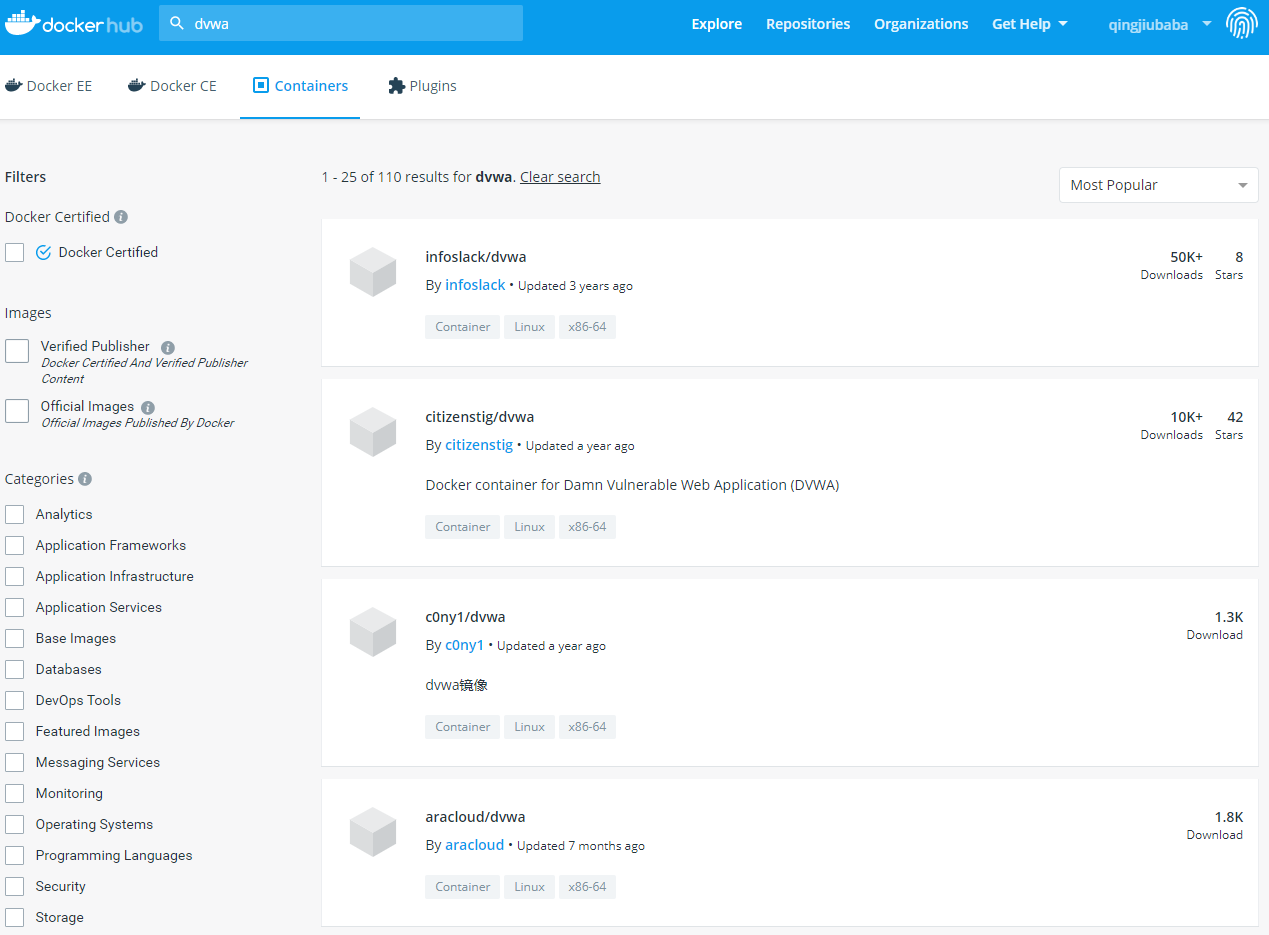 docker hub
dvwa
Explore
Repositories
Organizations
Get Help
qingjiubaba
Docker EE
Docker CE
Containers
Plugins
Filters
Docker Certified
Docker Certified
Images
Verified Publisher
Docker Certified And Verified Publisher
Content
Official Images
Official Images Published By Docker
Categories
Analytics
Application Frameworks
Application Infrastructure
Application Services
Base Images
Databases
DevOps Tools
Featured Images
Messaging Services
Monitoring
Operating Systems
Programming Languages
Security
Storage
1 - 25 of 110 results for dvwa. Clear search
Most Popular
infoslack/dvwa
By infoslack • Updated 3 years ago
Container Linux x86-64
50K+ 8
Downloads Stars
citizenstig/dvwa
By citizenstig • Updated a year ago
Docker container for Damn Vulnerable Web Application (DVWA)
Container Linux x86-64
10K+ 42
Downloads Stars
c0ny1/dvwa
By c0ny1 • Updated a year ago
dvwa镜像
Container Linux x86-64
1.3K
Download
aracloud/dvwa
By aracloud • Updated 7 months ago
Container Linux x86-64
1.8K
Download